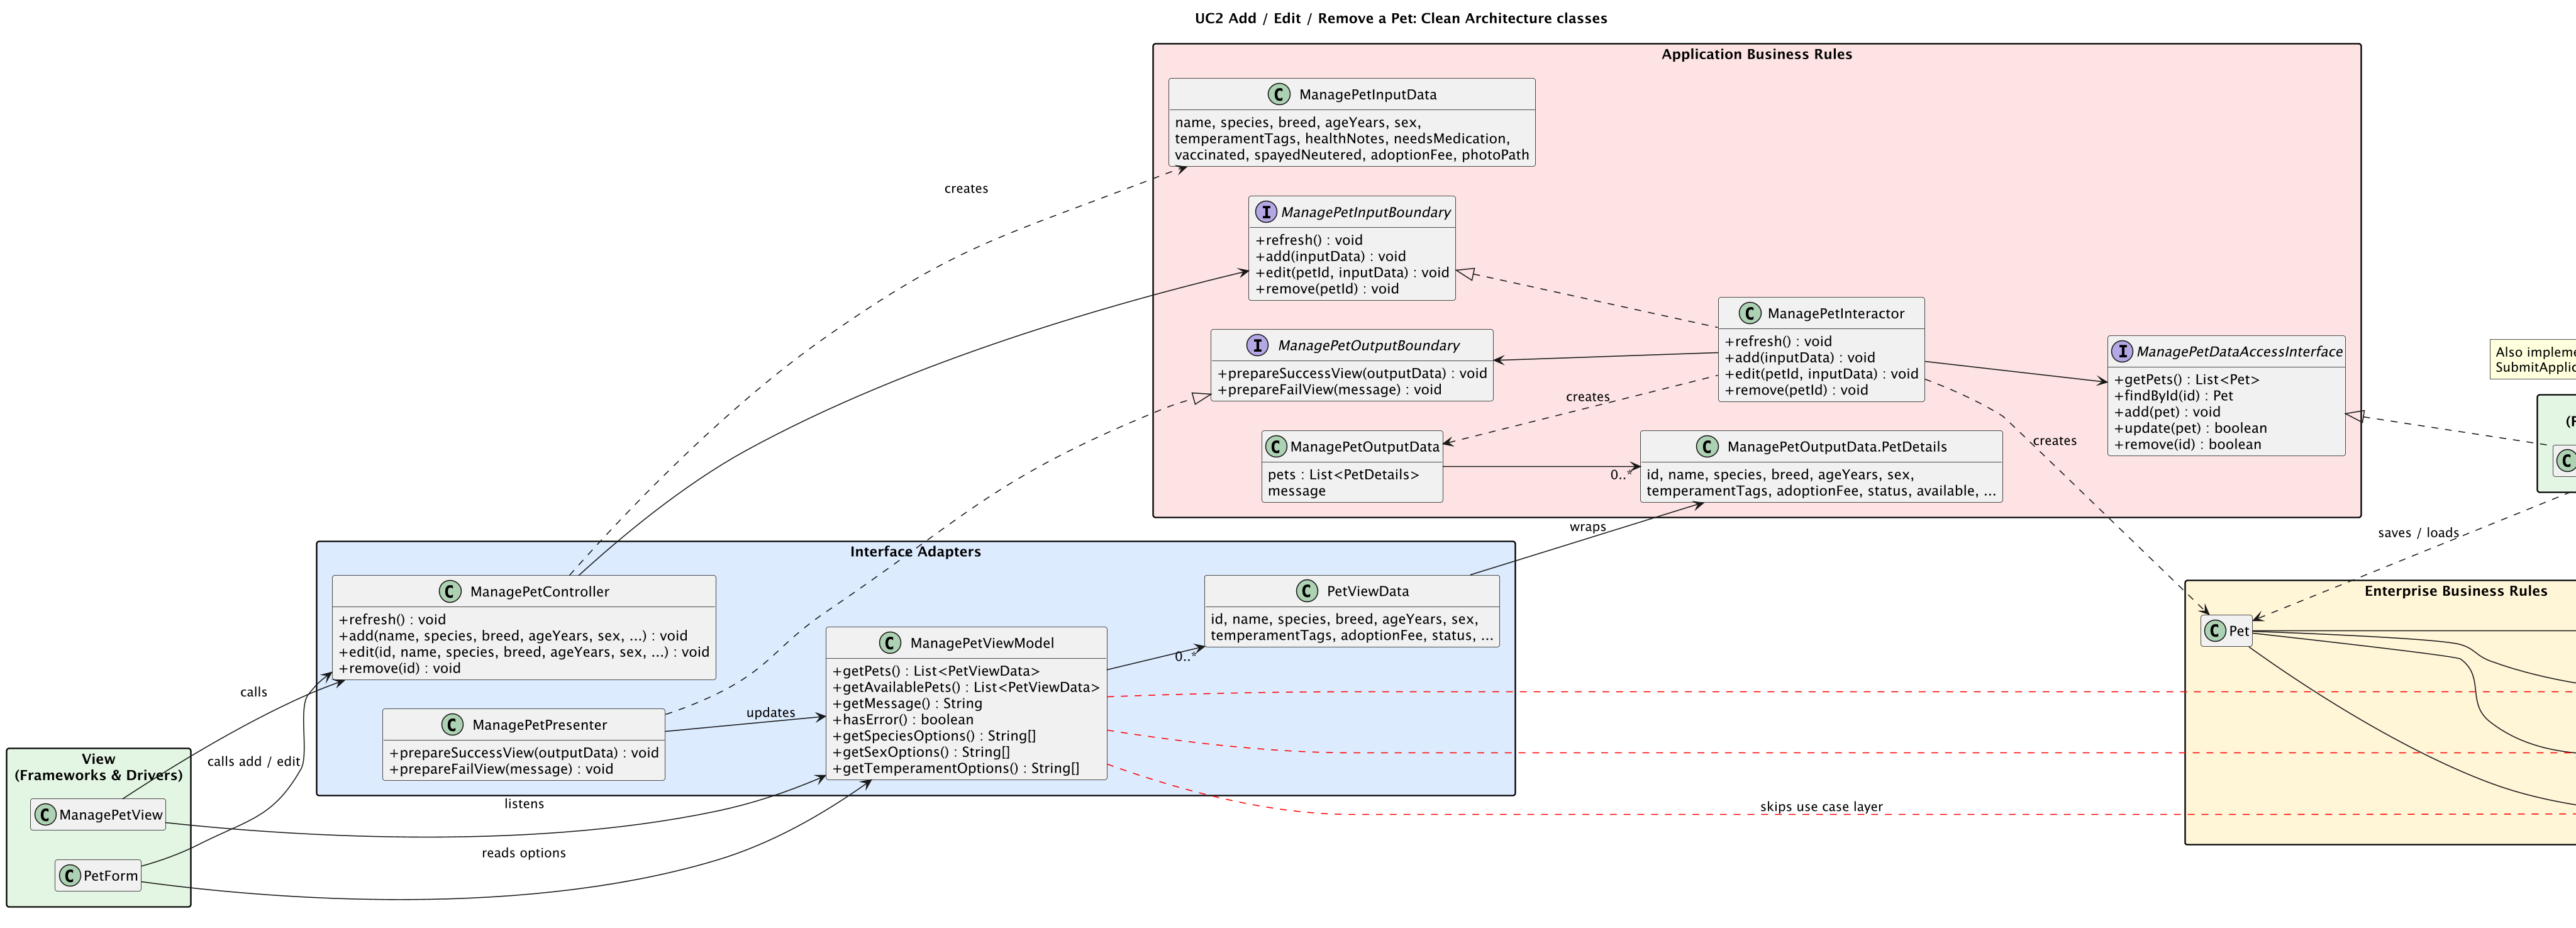 UC2 Add / Edit / Remove a Pet: Clean Architecture classes
Application Business Rules
C ManagePetInputData
name, species, breed, ageYears, sex,
temperamentTags, healthNotes, needsMedication,
vaccinated, spayedNeutered, adoptionFee, photoPath
creates
I ManagePetInputBoundary
+refresh() : void
+add(inputData) : void
+edit(petId, inputData) : void
+remove(petId) : void
C ManagePetInteractor
+refresh() : void
+add(inputData) : void
+edit(petId, inputData) : void
+remove(petId) : void
I ManagePetOutputBoundary
+prepareSuccessView(outputData) : void
+prepareFailView(message) : void
I ManagePetDataAccessInterface
+getPets() : List<Pet>
+findById(id) : Pet
+add(pet) : void
+update(pet) : boolean
+remove(id) : boolean
Also impleme
SubmitApplic
creates
creates
C ManagePetOutputData
pets : List<PetDetails>
message
0..*
C ManagePetOutputData.PetDetails
id, name, species, breed, ageYears, sex,
temperamentTags, adoptionFee, status, available, ...
(F
C
wraps
saves / loads
Interface Adapters
C ManagePetController
+refresh() : void
+add(name, species, breed, ageYears, sex, ...) : void
+edit(id, name, species, breed, ageYears, sex, ...) : void
+remove(id) : void
C PetViewData
id, name, species, breed, ageYears, sex,
temperamentTags, adoptionFee, status, ...
0..*
C ManagePetViewModel
+getPets() : List<PetViewData>
+getAvailablePets() : List<PetViewData>
+getMessage() : String
+hasError() : boolean
+getSpeciesOptions() : String[]
+getSexOptions() : String[]
+getTemperamentOptions() : String[]
C ManagePetPresenter
+prepareSuccessView(outputData) : void
+prepareFailView(message) : void
updates
Enterprise Business Rules
C Pet
calls
calls add / edit
View
(Frameworks & Drivers)
C ManagePetView
C PetForm
listens
reads options
skips use case layer